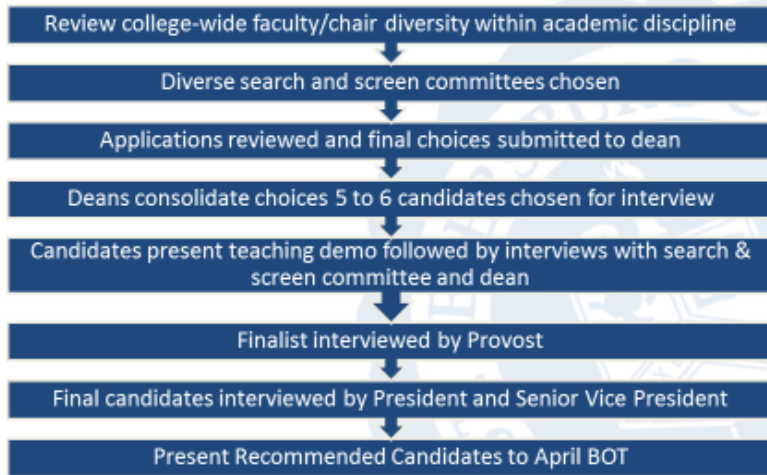 Review college-wide faculty/chair diversity within academic discipline
Diverse search and screen committees chosen
Applications reviewed and final choices submitted to dean
Deans consolidate choices 5 to 6 candidates chosen for interview
Candidates present teaching demo followed by interviews with search &
screen committee and dean
Finalist interviewed by Provost
Final candidates interviewed by President and Senior Vice President
Present Recommended Candidates to April BOT